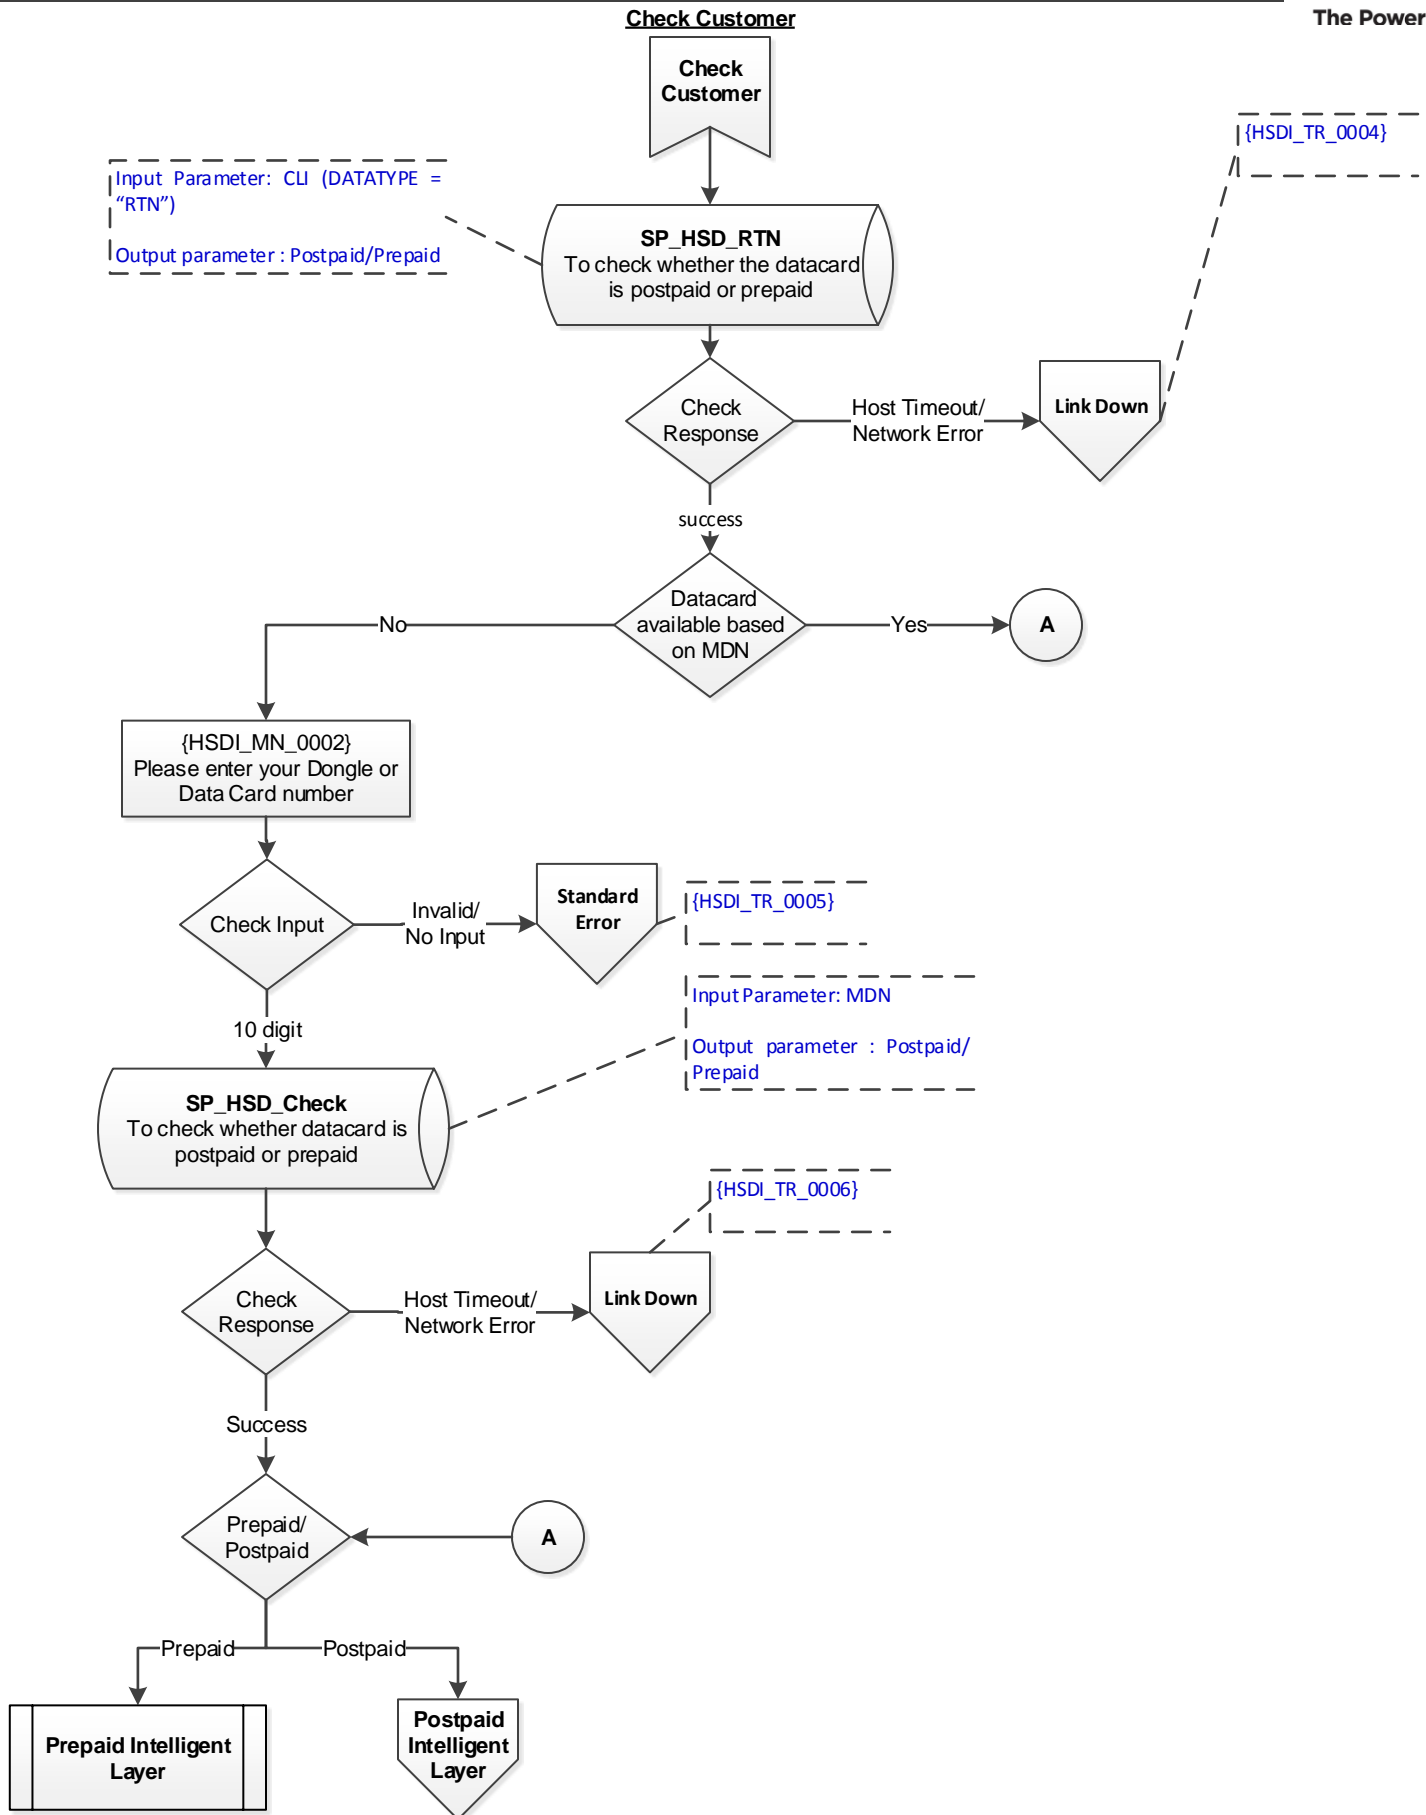 Check Customer
The Power
Check
Customer
{HSDI_TR_0004}
Input Parameter: CLI (DATATYPE =
“RTN”)
Output parameter : Postpaid/Prepaid
SP_HSD_RTN
To check whether the datacard
is postpaid or prepaid
Check
Response
Host Timeout/
Network Error
Link Down
success
Datacard
available based
on MDN
No
Yes
A
{HSDI_MN_0002}
Please enter your Dongle or
Data Card number
Check Input
Invalid/
No Input
Standard
Error
{HSDI_TR_0005}
Input Parameter: MDN
Output parameter : Postpaid/
Prepaid
10 digit
SP_HSD_Check
To check whether datacard is
postpaid or prepaid
{HSDI_TR_0006}
Check
Response
Host Timeout/
Network Error
Link Down
Success
Prepaid/
Postpaid
A
Prepaid
Postpaid
Prepaid Intelligent
Layer
Postpaid
Intelligent
Layer